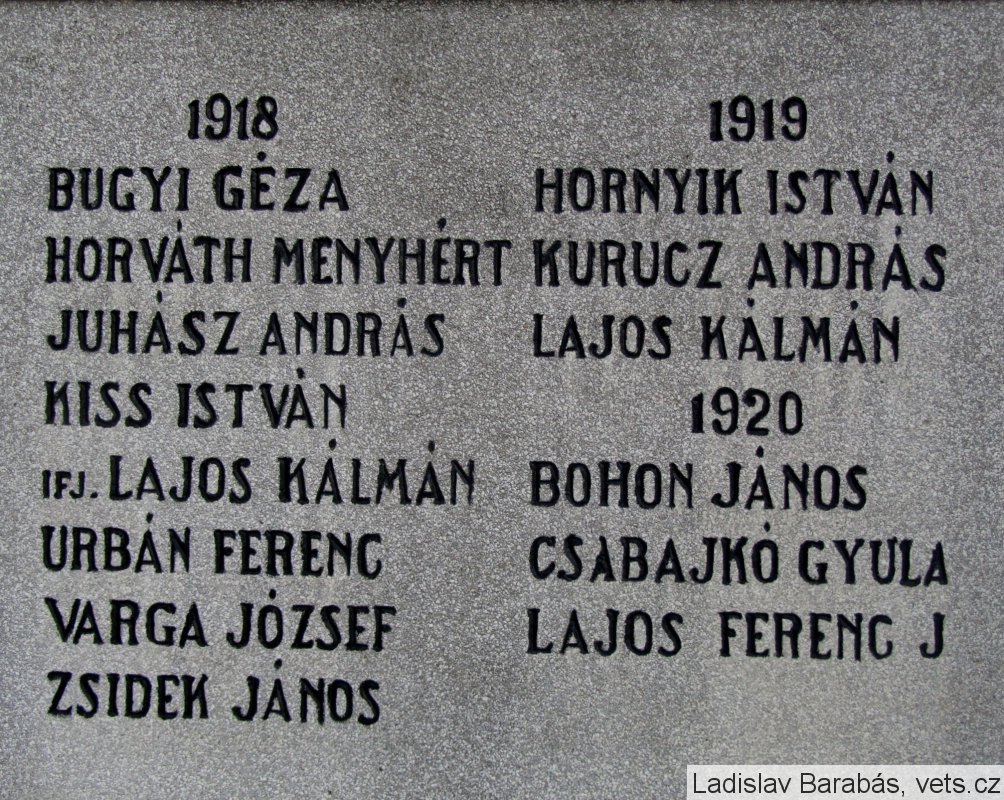 1918
BUGYI GÉZA
HORVÁTH MENYHÉRT
JUHÁSZ ANDRÁS
KISS ISTVÁN
IFJ. LAJOS KÁLMÁN
URBÁN FERENC
VARGA JÓZSEF
ZSIDEK JÁNOS
1919
HORNYIK ISTVÁN
KURUCZ ANDRÁS
LAJOS KÁLMÁN
1920
BOHON JÁNOS
CSABAJKÓ GYULA
LAJOS FERENC J
Ladislav Barabás, vets.cz